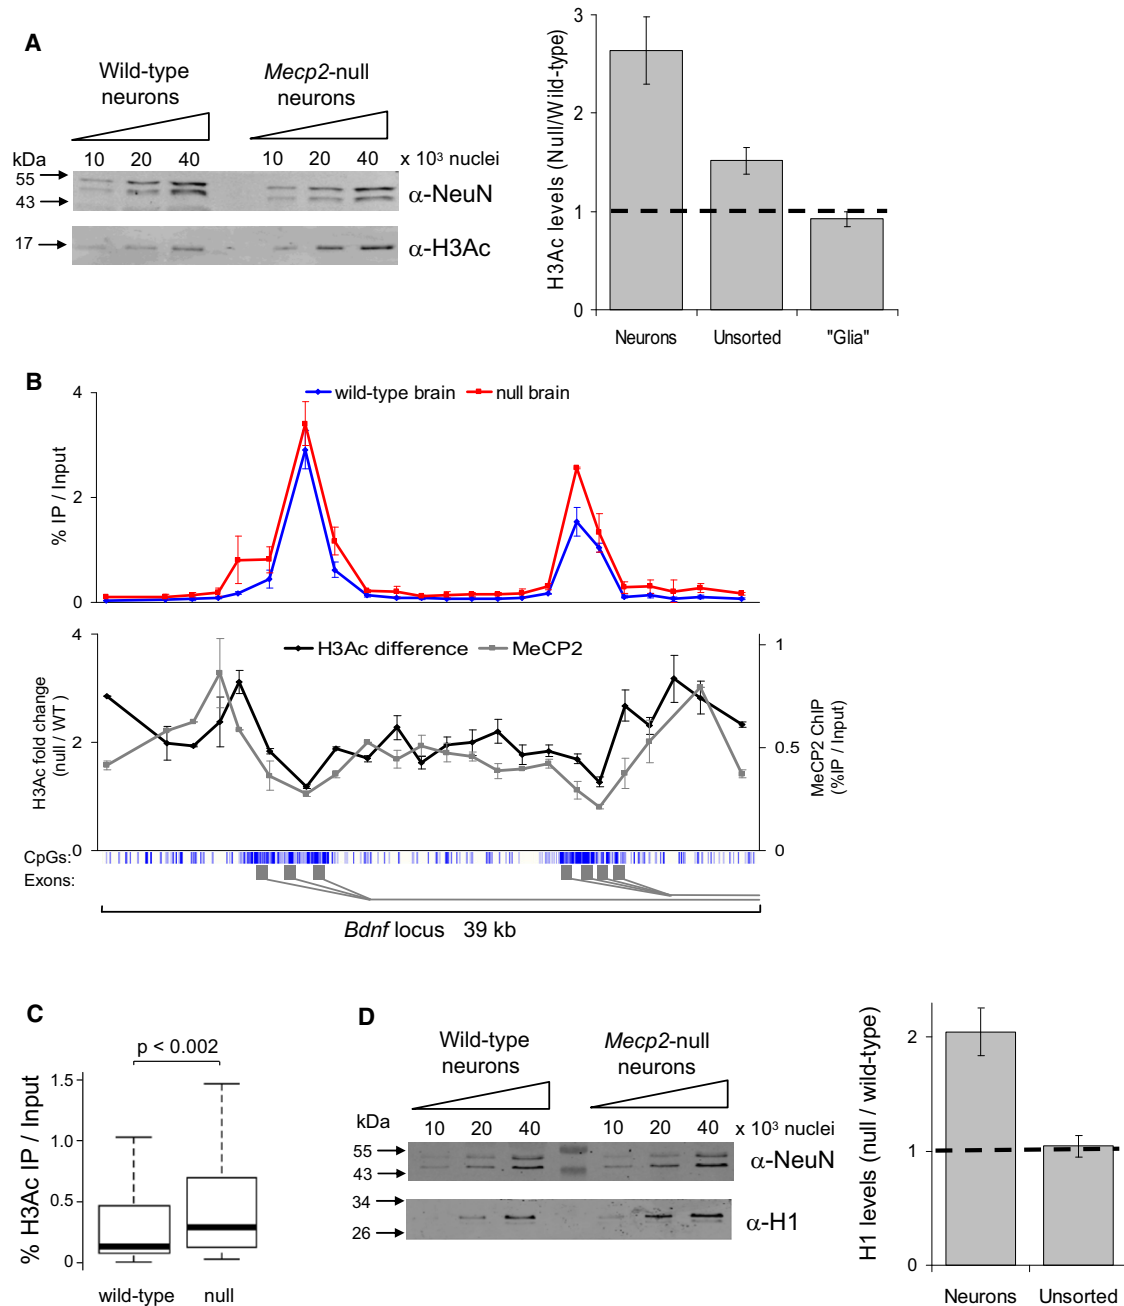 A
Wild-type
neurons
Mecp2-null
neurons
kDa
10 20 40
10 20 40
x 10³ nuclei
55
43
α-NeuN
17
α-H3Ac
H3Ac levels (Null/Wild-type)
3
2
1
0
Neurons Unsorted "Glia"
B
wild-type brain null brain
% IP / Input
4
2
0
H3Ac difference MeCP2
H3Ac fold change
(null / WT )
4
2
0
MeCP2 ChIP
(%IP / Input)
1
0.5
0
CpGs:
Exons:
Bdnf locus 39 kb
C
p < 0.002
% H3Ac IP / Input
1.5
1.0
0.5
0
wild-type null
D
Wild-type
neurons
Mecp2-null
neurons
kDa
10 20 40
10 20 40
x 10³ nuclei
55
43
α-NeuN
34
26
α-H1
H1 levels (null / wild-type)
2
1
0
Neurons Unsorted